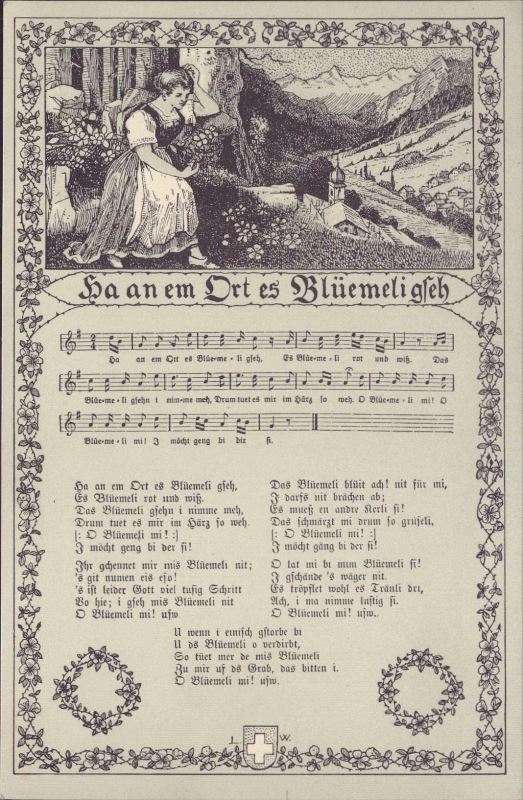 Ha an em Ort es Blüemeli gseh
Ha an em Ort es Blüe-me-li gseh, Es Blüe-me-li rot und wiß. Das
Blüe-me-li gsehn i nim-me meh, Drum tuet es mir im Härz so weh. O Blüe-me-li mi! O
Blüe-me-li mi! I möcht geng bi dir si.
Ha an em Ort es Blüemeli gseh,
Es Blüemeli rot und wiß.
Das Blüemeli gsehn i nimme meh,
Drum tuet es mir im Härz so weh.
[: O Blüemeli mi! :]
I möcht geng bi der si!
Ihr gchennet mir mis Blüemeli nit;
's git numen eis eso!
's ist leider Gott viel tusig Schritt
Vo hie; i gseh mis Blüemeli nit
O Blüemeli mi! usw.
Das Blüemeli blüit ach! nit für mi,
I darfs nit brächen ab;
Es mueß en andre Kerli si!
Das schmärzt mi drum so grüseli,
[: O Blüemeli mi! :]
I möcht gäng bi der si!
O lat mi bi mim Blüemeli si!
I gschände 's wäger nit.
Es tröpflet wohl es Tränli dri,
Ach, i ma nimme lustig si.
O Blüemeli mi! usw.
U wenn i einisch gstorbe bi
U ds Blüemeli o verdirbt,
So tüet mer de mis Blüemeli
Zu mir uf ds Grab, das bitten i.
O Blüemeli mi! usw.
J. W.